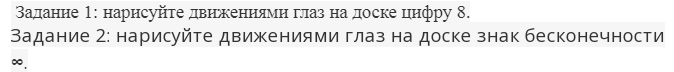 Задание 1: нарисуйте движениями глаз на доске цифру 8.
Задание 2: нарисуйте движениями глаз на доске знак бесконечности
∞.